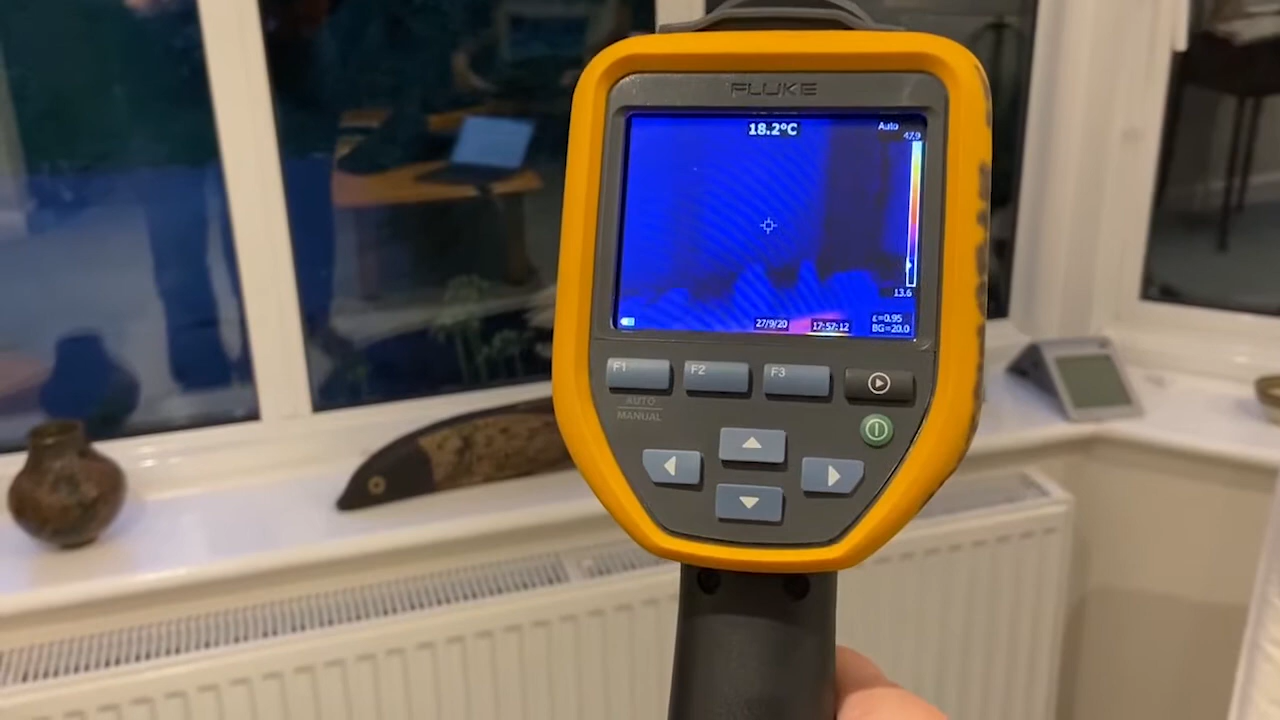 FLUKE
18.2°C
Auto
47.9
13.6
27/9/20
17:57:12
ε=0.95
BG=20.0
F1
F2
F3
AUTO
MANUAL